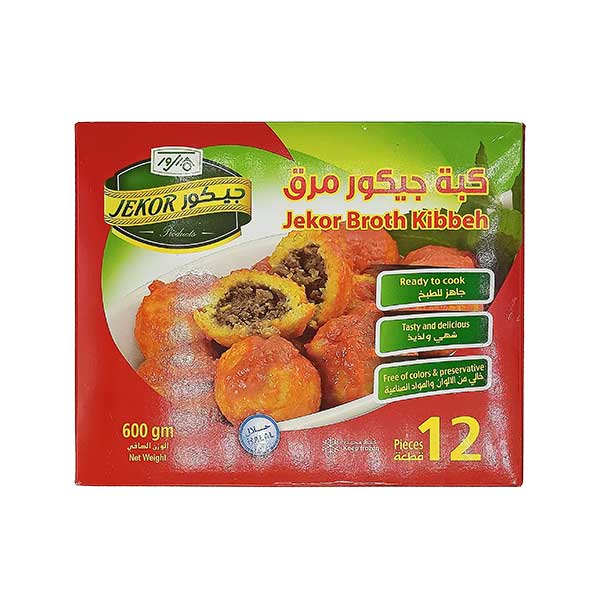 جيكور JEKOR
Products
كبة جيكور مرق
Jekor Broth Kibbeh
Ready to cook
جاهز للطبخ
Tasty and delicious
شهي ولذيذ
Free of colors & preservative
خالي من الالوان والمواد الصناعية
600 gm
الوزن الصافي
Net Weight
حلال
HALAL
Keep frozen
Pieces
قطعة
12